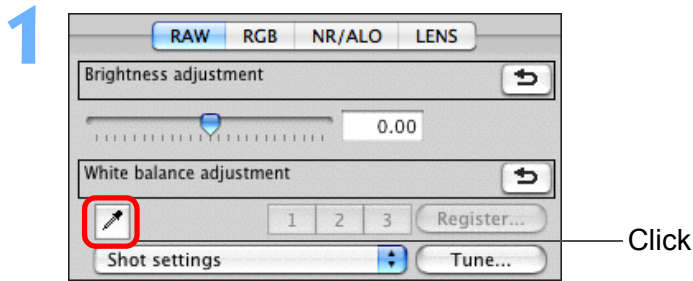 1
RAW RGB NR/ALO LENS
Brightness adjustment
0.00
White balance adjustment
1 2 3 Register...
Click
Shot settings Tune...